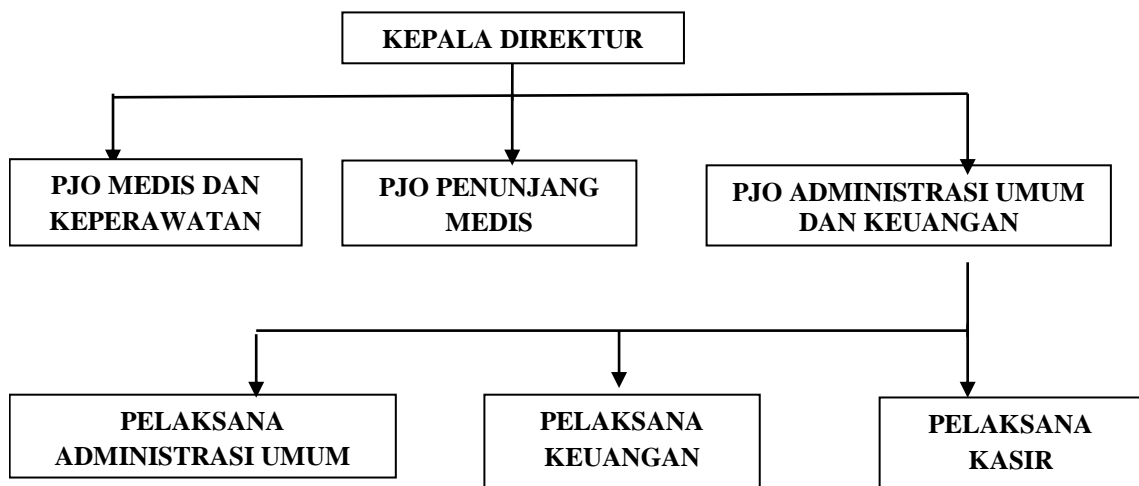 KEPALA DIREKTUR
PJO MEDIS DAN
KEPERAWATAN
PJO PENUNJANG
MEDIS
PJO ADMINISTRASI UMUM
DAN KEUANGAN
PELAKSANA
ADMINISTRASI UMUM
PELAKSANA
KEUANGAN
PELAKSANA
KASIR